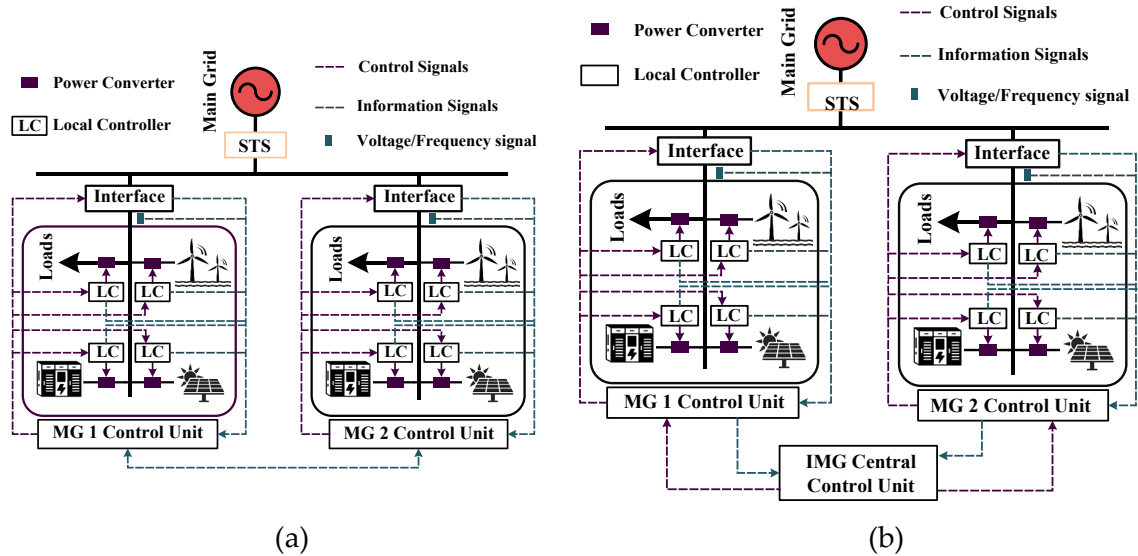 Main Grid
Power Converter
LC
Local Controller
Control Signals
Information Signals
Voltage/Frequency signal
STS
Interface
Interface
Loads
LC
LC
LC
LC
Loads
LC
LC
LC
LC
MG 1 Control Unit
MG 2 Control Unit
(a)
Main Grid
Power Converter
Local Controller
Control Signals
Information Signals
Voltage/Frequency signal
STS
Interface
Interface
Loads
LC
LC
LC
LC
Loads
LC
LC
LC
LC
MG 1 Control Unit
MG 2 Control Unit
IMG Central
Control Unit
(b)